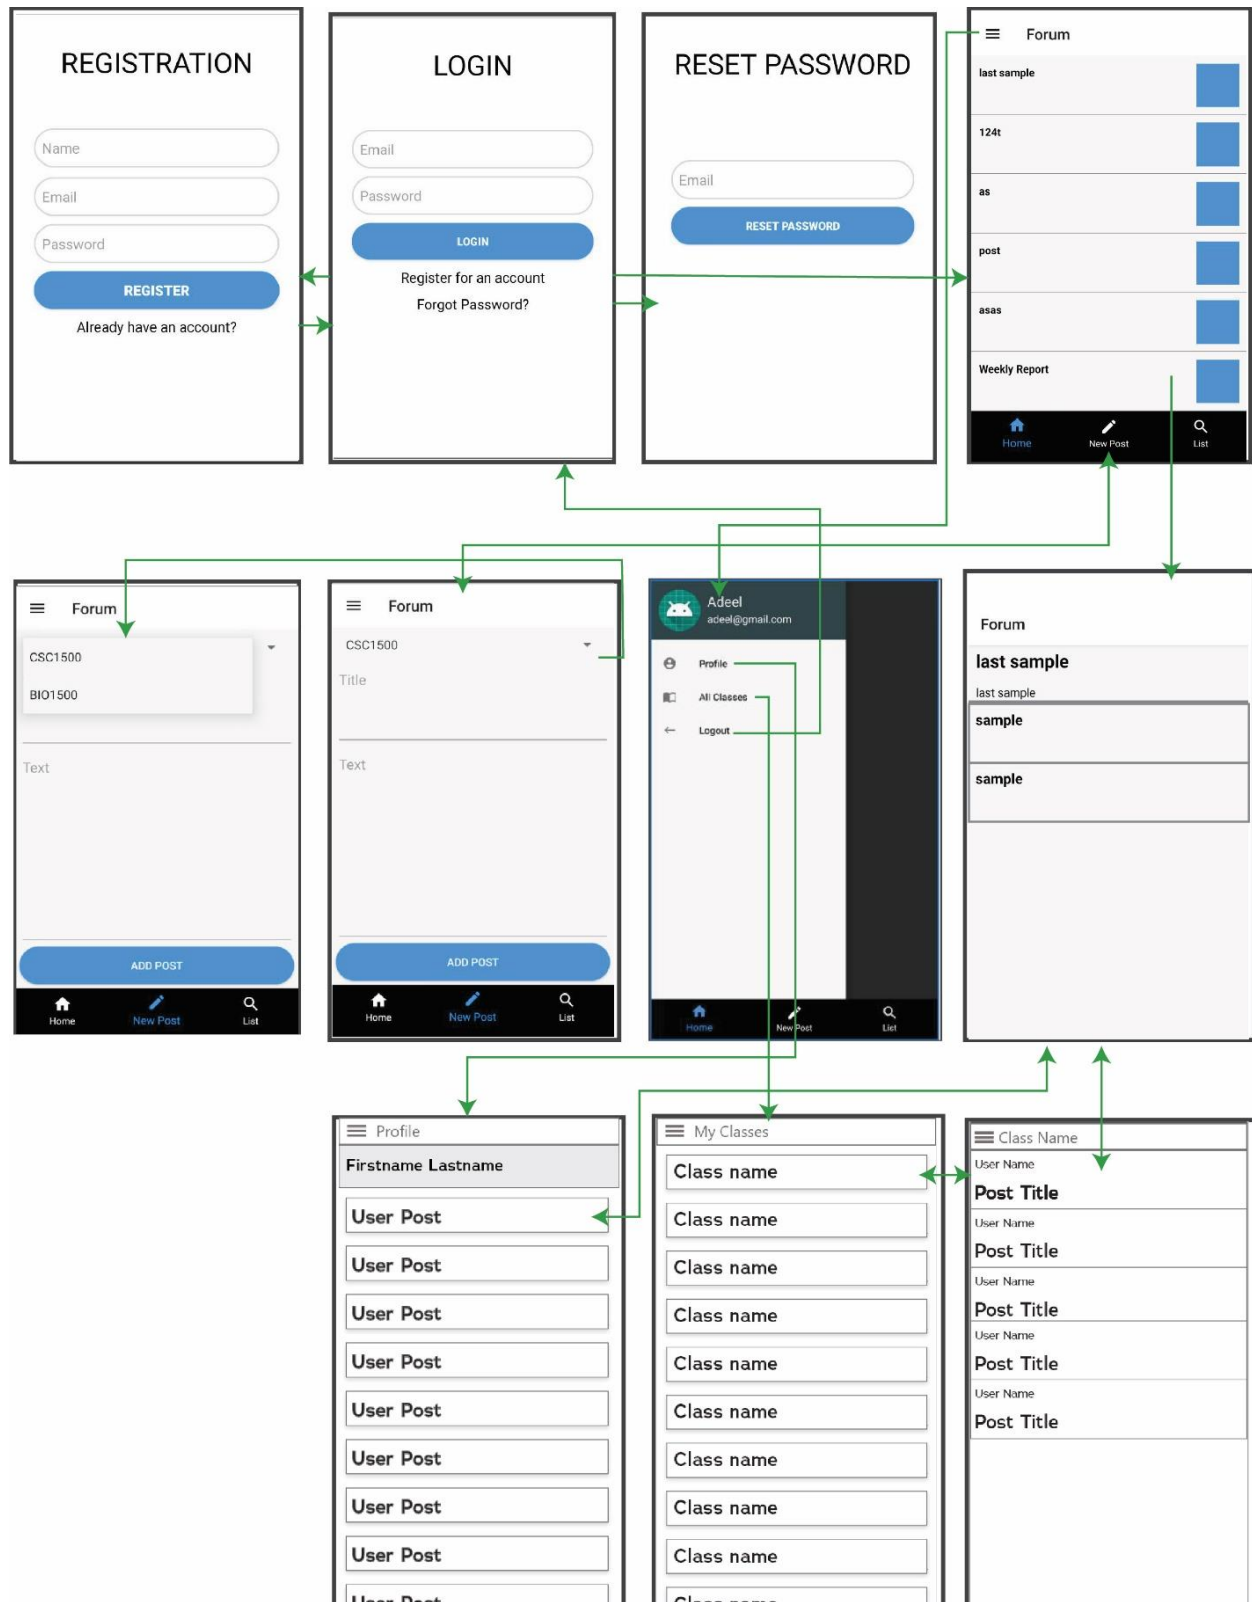 REGISTRATION
Name
Email
Password
REGISTER
Already have an account?
LOGIN
Email
Password
LOGIN
Register for an account
Forgot Password?
RESET PASSWORD
Email
RESET PASSWORD
Forum
last sample
124t
as
post
asas
Weekly Report
Home New Post List
Forum
CSC1500
BIO1500
Text
ADD POST
Home New Post List
Forum
CSC1500
Title
Text
ADD POST
Home New Post List
Adeel
adeel@gmail.com
Profile
All Classes
Logout
Home New Post List
Forum
last sample
last sample
sample
sample
Profile
Firstname Lastname
User Post
User Post
User Post
User Post
User Post
User Post
User Post
User Post
User Post
My Classes
Class name
Class name
Class name
Class name
Class name
Class name
Class name
Class name
Class name
Class name
Class Name
User Name
Post Title
User Name
Post Title
User Name
Post Title
User Name
Post Title
User Name
Post Title